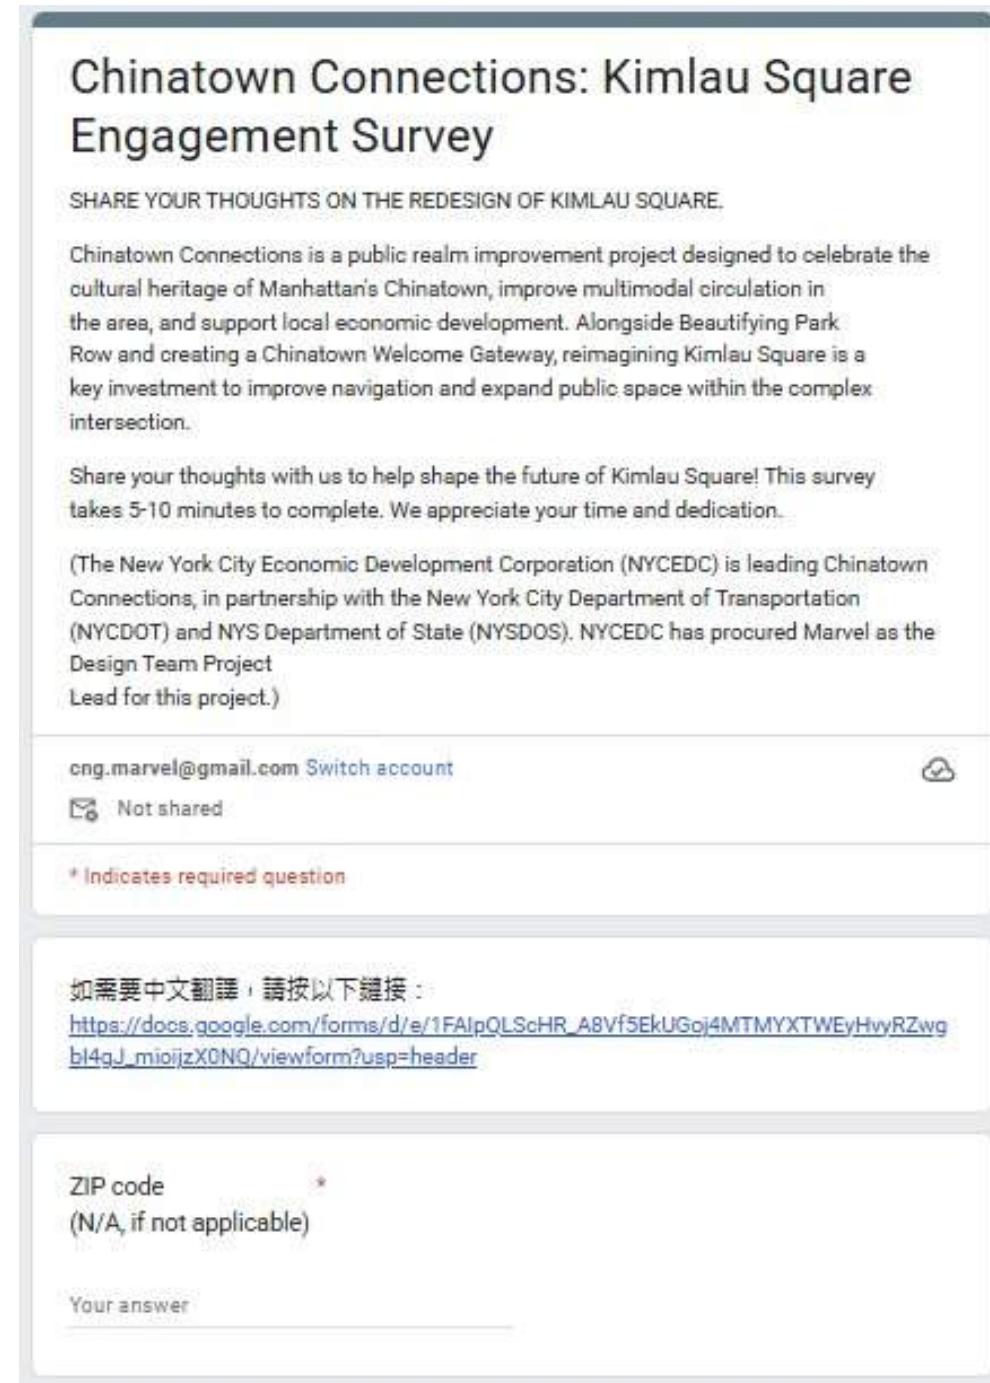 Chinatown Connections: Kimlau Square
Engagement Survey
SHARE YOUR THOUGHTS ON THE REDESIGN OF KIMLAU SQUARE.
Chinatown Connections is a public realm improvement project designed to celebrate the
cultural heritage of Manhattan's Chinatown, improve multimodal circulation in
the area, and support local economic development. Alongside Beautifying Park
Row and creating a Chinatown Welcome Gateway, reimagining Kimlau Square is a
key investment to improve navigation and expand public space within the complex
intersection.
Share your thoughts with us to help shape the future of Kimlau Square! This survey
takes 5-10 minutes to complete. We appreciate your time and dedication.
(The New York City Economic Development Corporation (NYCEDC) is leading Chinatown
Connections, in partnership with the New York City Department of Transportation
(NYCDOT) and NYS Department of State (NYSDOS). NYCEDC has procured Marvel as the
Design Team Project
Lead for this project.)
cng.marvel@gmail.com Switch account
Not shared
* Indicates required question
如需要中文翻譯，請按以下鏈接：
https://docs.google.com/forms/d/e/1FAIpQLScHR_A8Vf5EkUGoj4MTMYXTWEyHvyRZwg
bI4gJ_mioijzX0NQ/viewform?usp=header
ZIP code *
(N/A, if not applicable)
Your answer